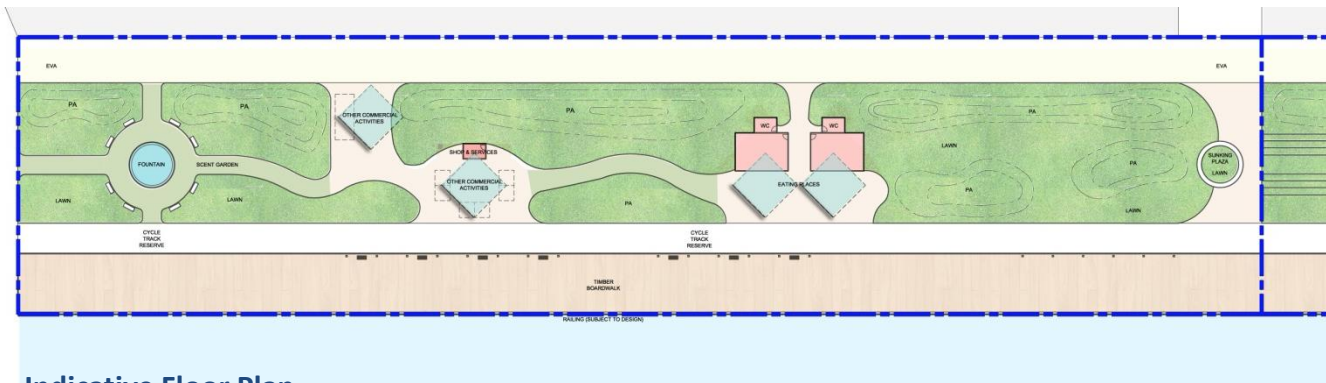 EVA
EVA
PA
PA
PA
PA
OTHER COMMERCIAL
ACTIVITIES
WC
WC
SHOP & SERVICES
LAWN
FOUNTAIN
SCENT GARDEN
SUNKING
PLAZA
LAWN
PA
OTHER COMMERCIAL
ACTIVITIES
EATING PLACES
PA
LAWN
LAWN
PA
LAWN
CYCLE
TRACK
RESERVE
CYCLE
TRACK
RESERVE
TIMBER
BOARDWALK
RAILING (SUBJECT TO DESIGN)
Indicative Floor Plan